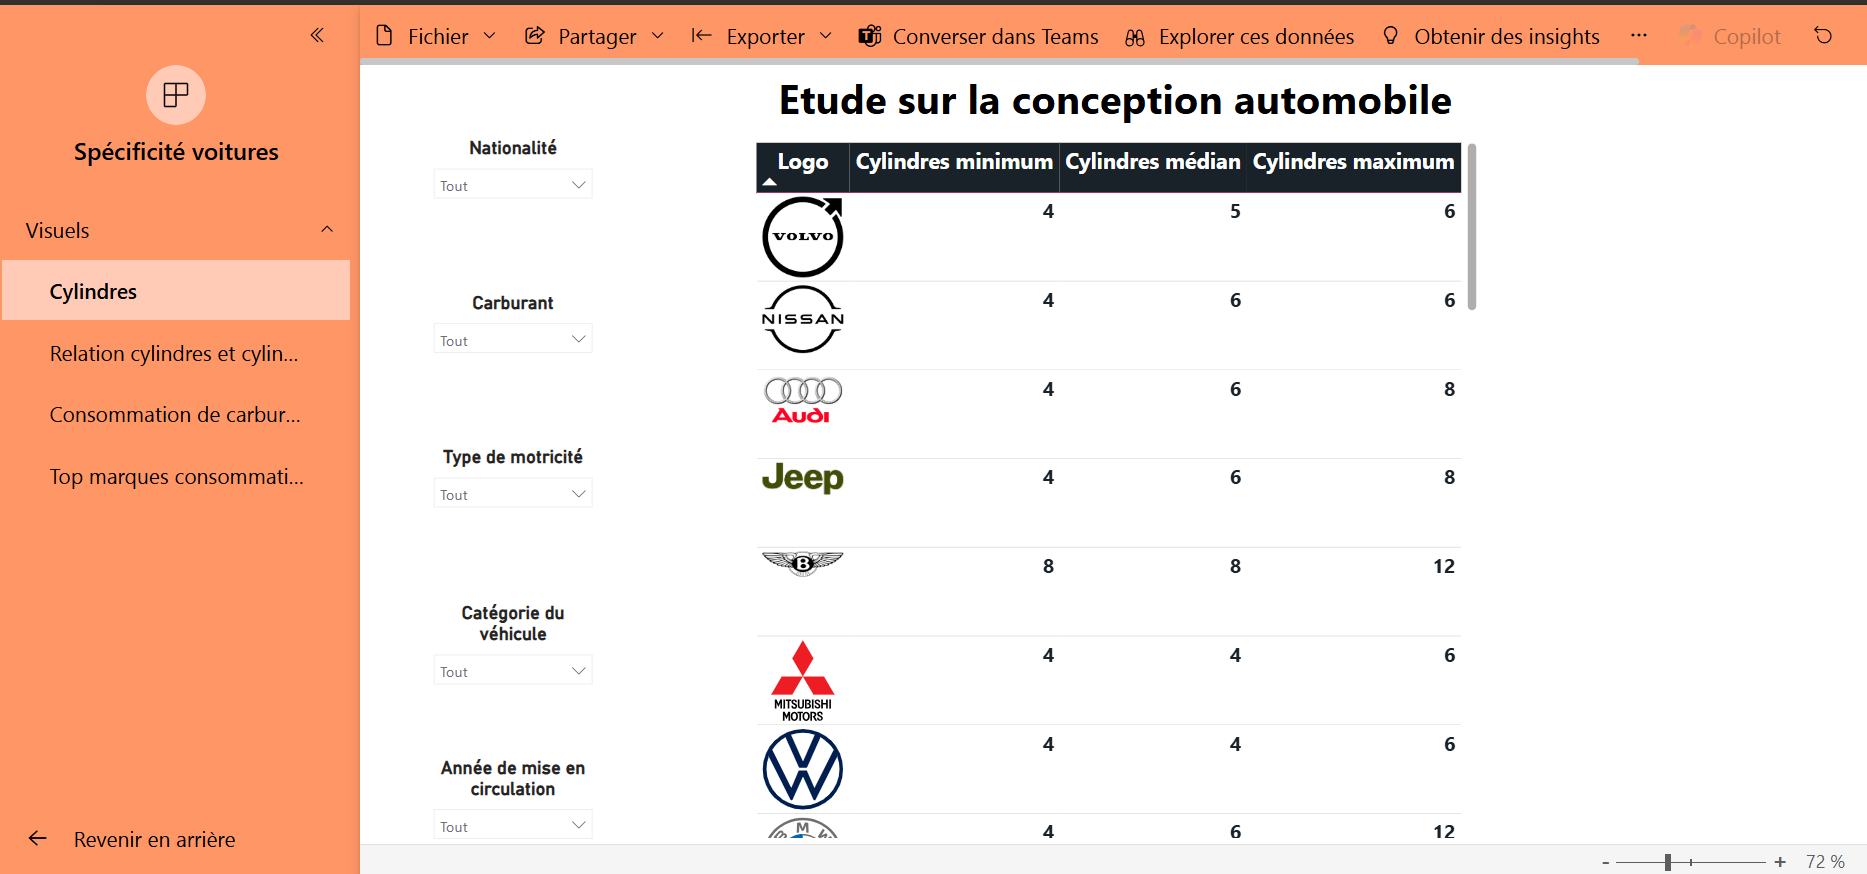 Fichier
Partager
Exporter
Converser dans Teams
Explorer ces données
Obtenir des insights
...
Copilot
Spécificité voitures
Visuels
Cylindres
Relation cylindres et cylin...
Consommation de carbur...
Top marques consommati...
Revenir en arrière
Etude sur la conception automobile
Nationalité
Tout
Carburant
Tout
Type de motricité
Tout
Catégorie du
véhicule
Tout
Année de mise en
circulation
Tout
Logo Cylindres minimum Cylindres médian Cylindres maximum
VOLVO 4 5 6
NISSAN 4 6 6
Audi 4 6 8
Jeep 4 6 8
B 8 8 12
MITSUBISHI
MOTORS 4 4 6
VW 4 4 6
BMW 4 6 12
- + 72 %